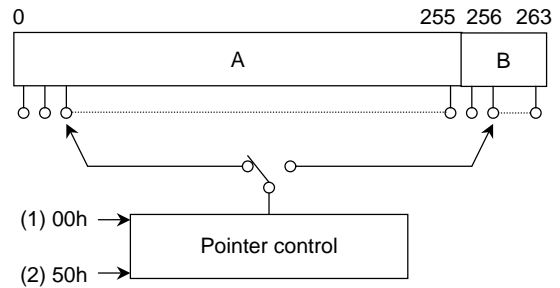 0 255 256 263
A B
(1) 00h
Pointer control
(2) 50h